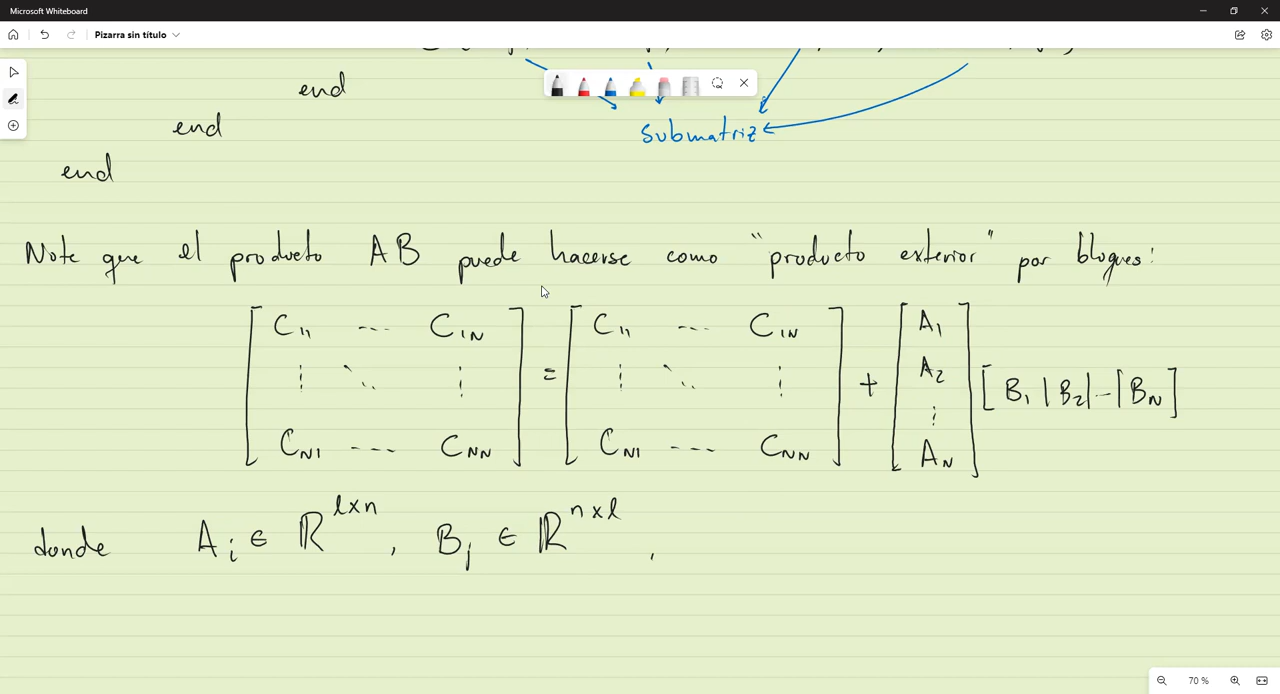 Microsoft Whiteboard
Pizarra sin título
end
end
submatriz
end
Note que el producto AB puede hacerse como "producto exterior" por bloques:
[C11 ... C1N ⋮ ⋱ ⋮ CN1 ... CNN] = [C11 ... C1N ⋮ ⋱ ⋮ CN1 ... CNN] + [A1 A2 ⋮ AN] [B1 | B2 | – | BN]
donde Ai ∈ ℝ^{l×n}, Bj ∈ ℝ^{n×l},
70 %